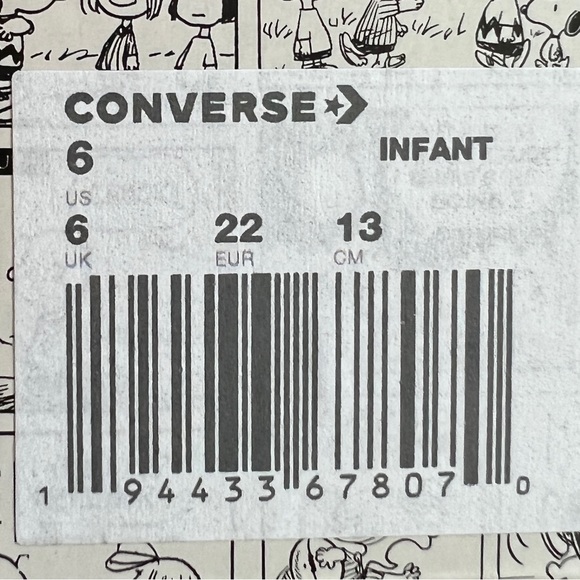 CONVERSE
6 INFANT
US
6 22 13
UK EUR CM
1 94433 67807 0